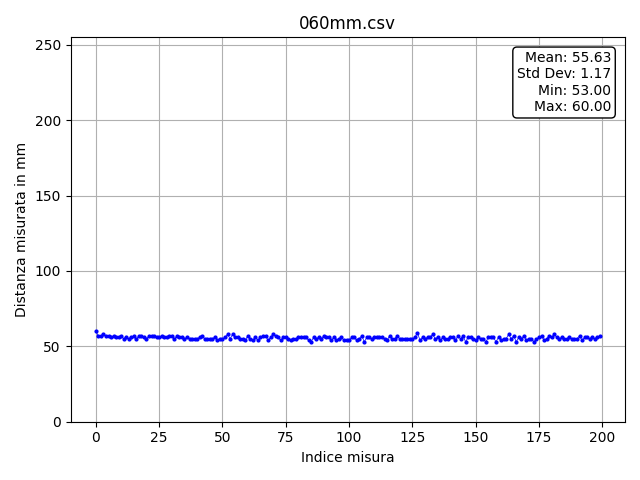 060mm.csv
Mean: 55.63
Std Dev: 1.17
Min: 53.00
Max: 60.00
Distanza misurata in mm
250
200
150
100
50
0
0 25 50 75 100 125 150 175 200
Indice misura